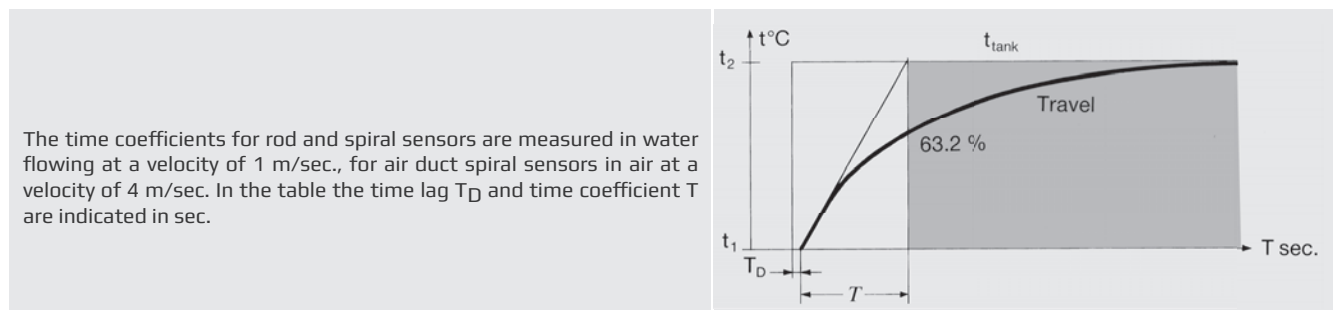 The time coefficients for rod and spiral sensors are measured in water
flowing at a velocity of 1 m/sec., for air duct spiral sensors in air at a
velocity of 4 m/sec. In the table the time lag TD and time coefficient T
are indicated in sec.
t°C
t2
ttank
Travel
63.2 %
t1
T sec.
TD
T